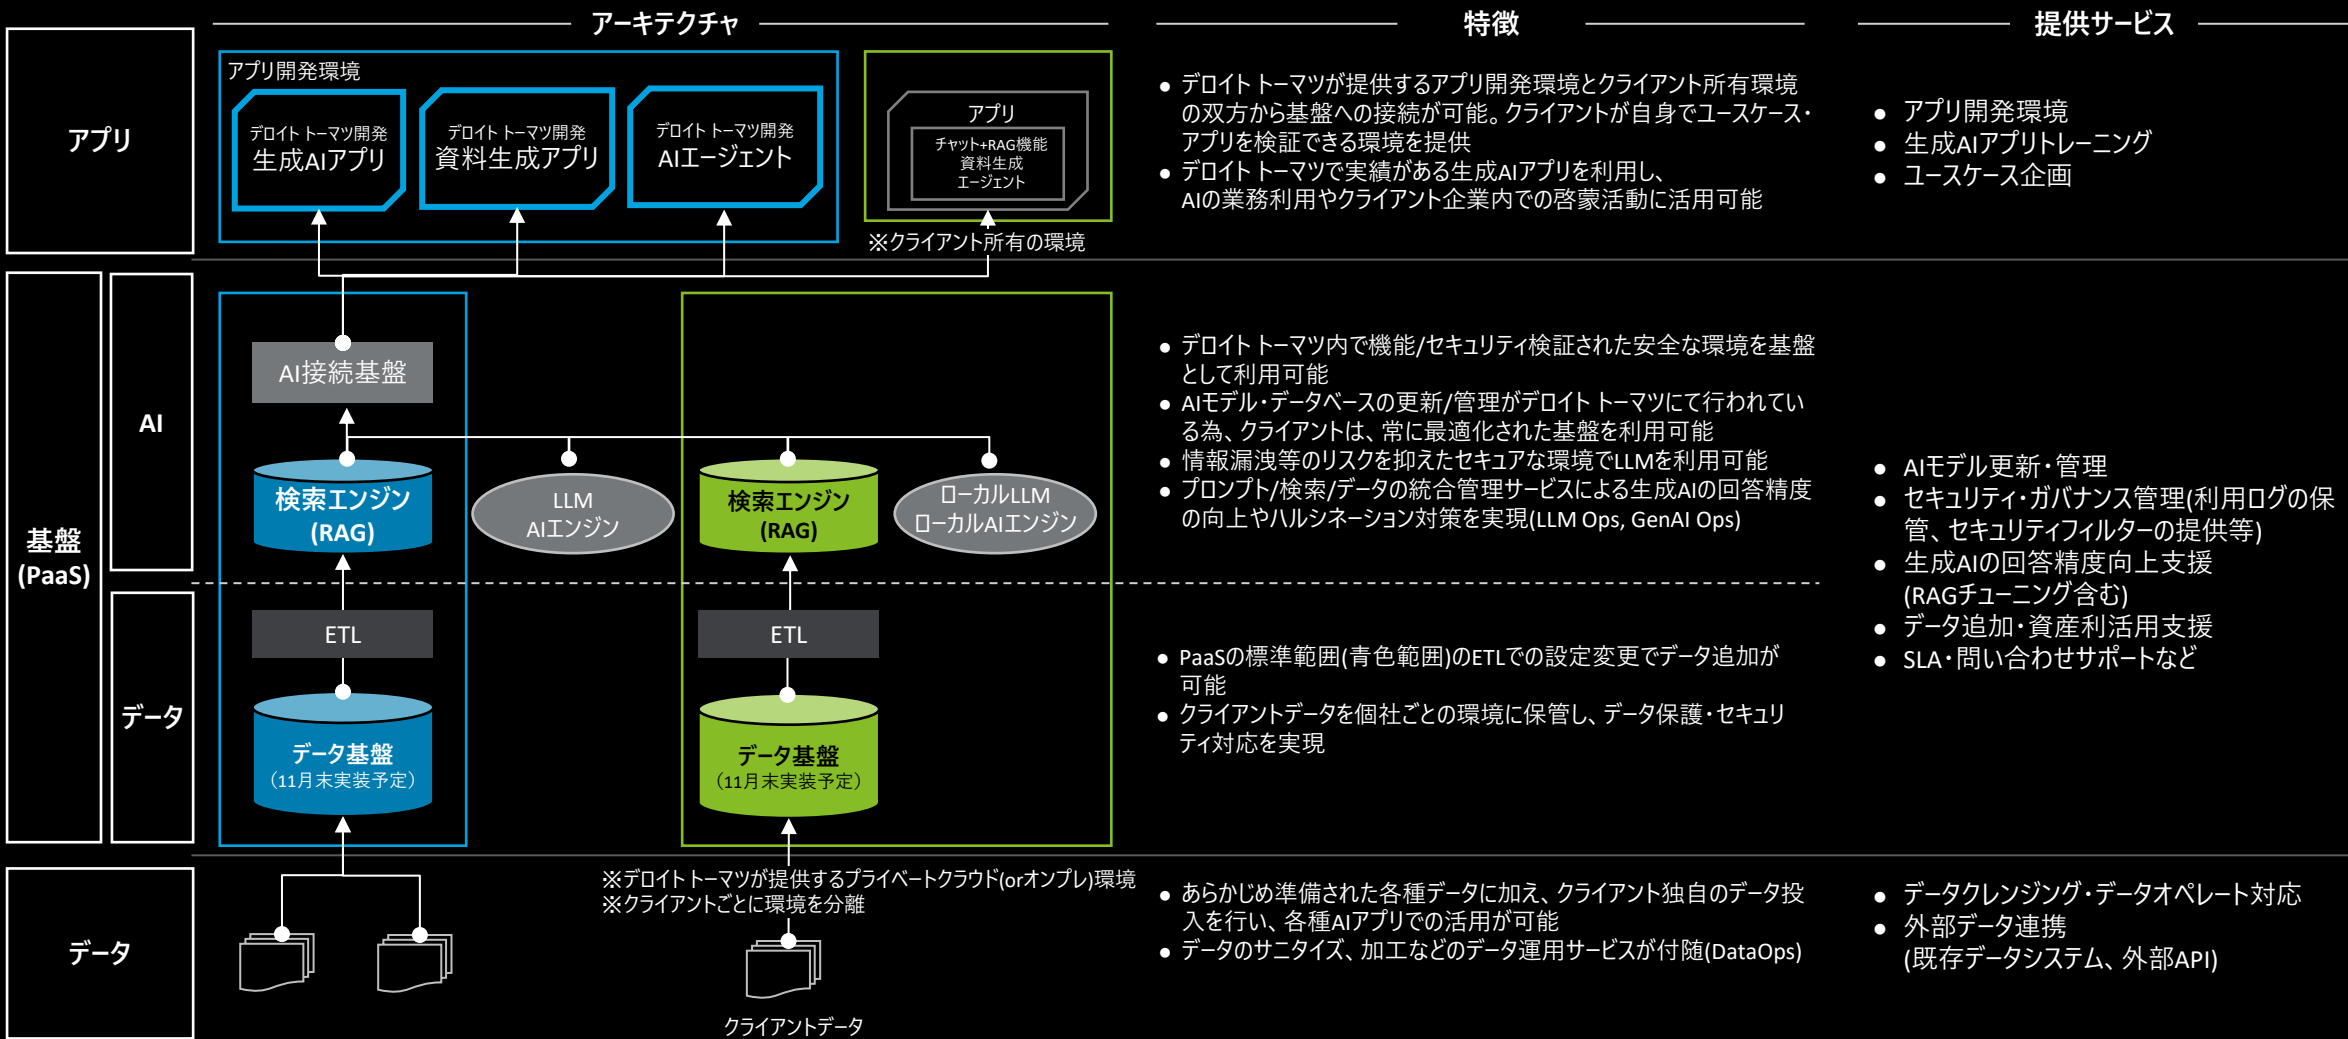 アーキテクチャ
特徴
提供サービス
アプリ
アプリ開発環境
デロイト トーマツ開発
生成AIアプリ
デロイト トーマツ開発
資料生成アプリ
デロイト トーマツ開発
AIエージェント
アプリ
チャット+RAG機能
資料生成
エージェント
※クライアント所有の環境
● デロイト トーマツが提供するアプリ開発環境とクライアント所有環境
の双方から基盤への接続が可能。クライアントが自身でユースケース・
アプリを検証できる環境を提供
● デロイト トーマツで実績がある生成AIアプリを利用し、
AIの業務利用やクライアント企業内での啓蒙活動に活用可能
● アプリ開発環境
● 生成AIアプリトレーニング
● ユースケース企画
基盤
(PaaS)
AI
AI接続基盤
検索エンジン
(RAG)
LLM
AIエンジン
検索エンジン
(RAG)
ローカルLLM
ローカルAIエンジン
● デロイト トーマツ内で機能/セキュリティ検証された安全な環境を基盤
として利用可能
● AIモデル・データベースの更新/管理がデロイト トーマツにて行われてい
る為、クライアントは、常に最適化された基盤を利用可能
● 情報漏洩等のリスクを抑えたセキュアな環境でLLMを利用可能
● プロンプト/検索/データの統合管理サービスによる生成AIの回答精度
の向上やハルシネーション対策を実現(LLM Ops, GenAI Ops)
データ
ETL
データ基盤
（11月末実装予定）
ETL
データ基盤
（11月末実装予定）
● PaaSの標準範囲(青色範囲)のETLでの設定変更でデータ追加が
可能
● クライアントデータを個社ごとの環境に保管し、データ保護・セキュリ
ティ対応を実現
● AIモデル更新・管理
● セキュリティ・ガバナンス管理(利用ログの保
管、セキュリティフィルターの提供等)
● 生成AIの回答精度向上支援
(RAGチューニング含む)
● データ追加・資産利活用支援
● SLA・問い合わせサポートなど
データ
※デロイト トーマツが提供するプライベートクラウド(orオンプレ)環境
※クライアントごとに環境を分離
クライアントデータ
● あらかじめ準備された各種データに加え、クライアント独自のデータ投
入を行い、各種AIアプリでの活用が可能
● データのサニタイズ、加工などのデータ運用サービスが付随(DataOps)
● データクレンジング・データオペレート対応
● 外部データ連携
(既存データシステム、外部API)